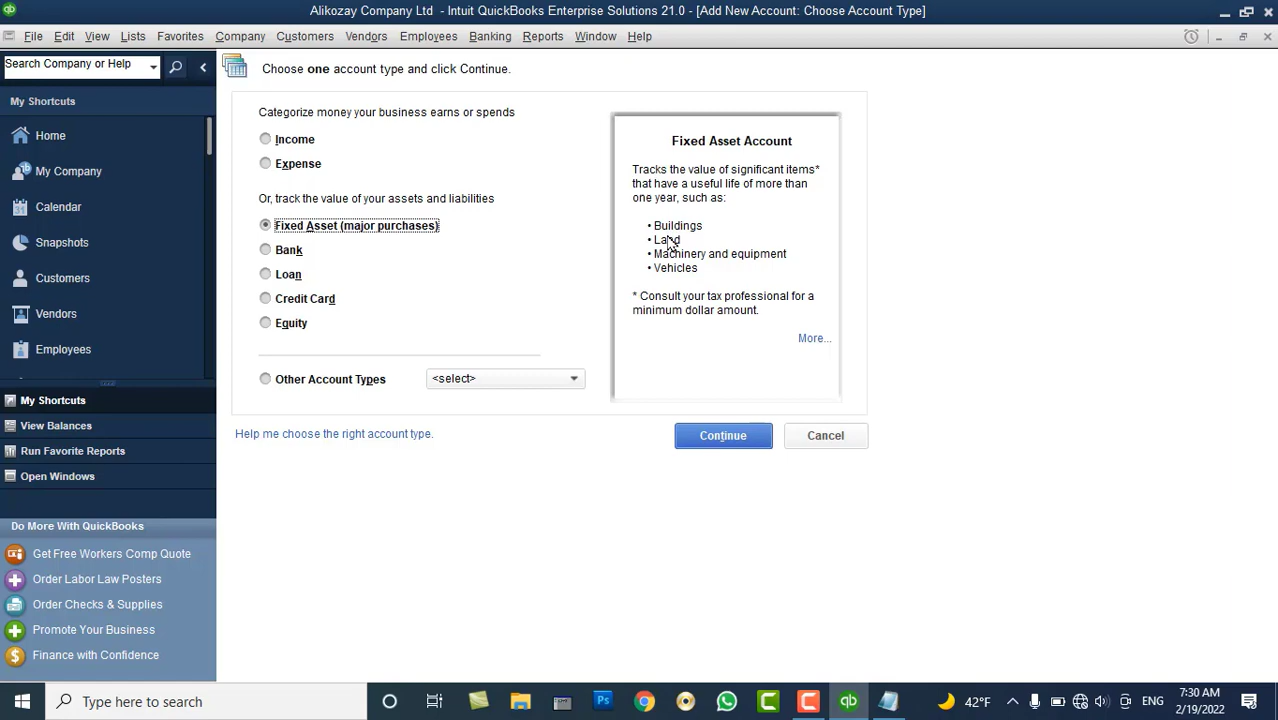 Alikozay Company Ltd - Intuit QuickBooks Enterprise Solutions 21.0 - [Add New Account: Choose Account Type]
File Edit View Lists Favorites Company Customers Vendors Employees Banking Reports Window Help
Search Company or Help
My Shortcuts
Home
My Company
Calendar
Snapshots
Customers
Vendors
Employees
My Shortcuts
View Balances
Run Favorite Reports
Open Windows
Do More With QuickBooks
Get Free Workers Comp Quote
Order Labor Law Posters
Order Checks & Supplies
Promote Your Business
Finance with Confidence
Choose one account type and click Continue.
Categorize money your business earns or spends
Income
Expense
Or, track the value of your assets and liabilities
Fixed Asset (major purchases)
Bank
Loan
Credit Card
Equity
Other Account Types <select>
Fixed Asset Account
Tracks the value of significant items*
that have a useful life of more than
one year, such as:
• Buildings
• Land
• Machinery and equipment
• Vehicles
* Consult your tax professional for a
minimum dollar amount.
More...
Help me choose the right account type.
Continue Cancel
Type here to search
Ps
qb
42°F
ENG
7:30 AM
2/19/2022